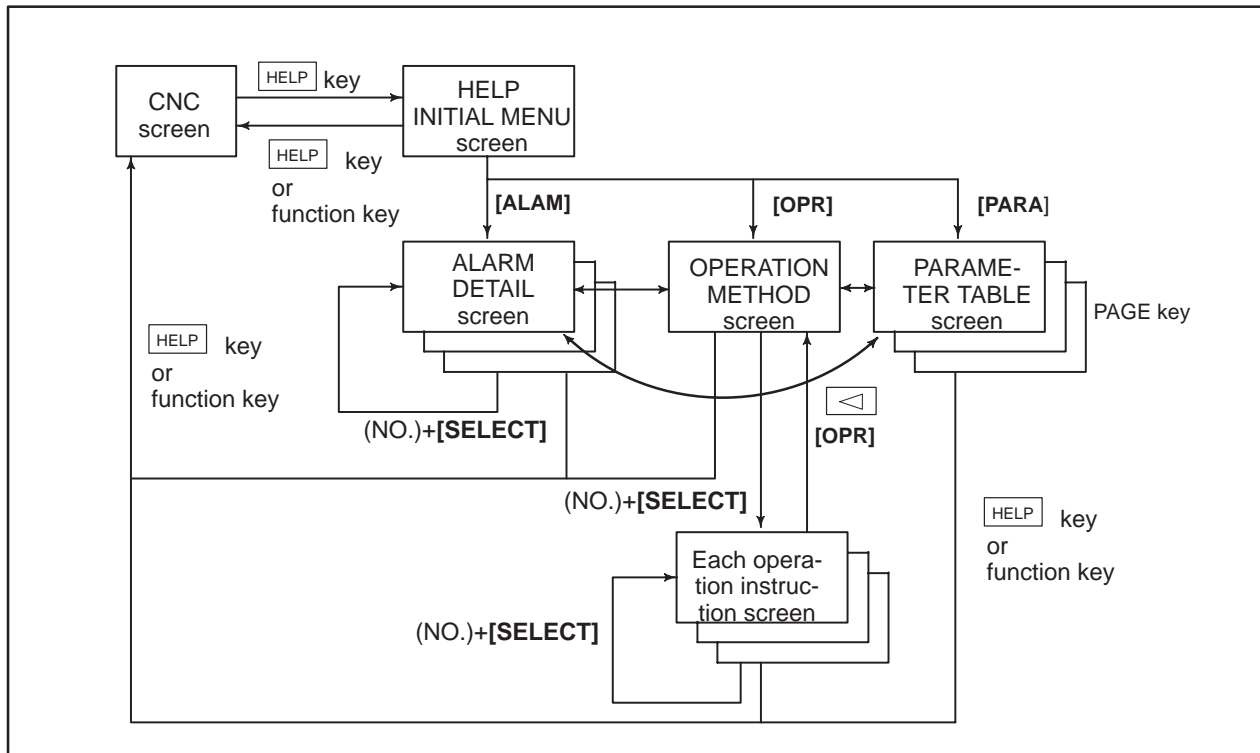 HELP key
CNC
screen
HELP
INITIAL MENU
screen
HELP key
or
function key
[ALAM]
[OPR]
[PARA]
ALARM
DETAIL
screen
OPERATION
METHOD
screen
PARAME-
TER TABLE
screen
PAGE key
HELP key
or
function key
(NO.)+[SELECT]
[OPR]
(NO.)+[SELECT]
HELP key
or
function key
Each opera-
tion instruc-
tion screen
(NO.)+[SELECT]